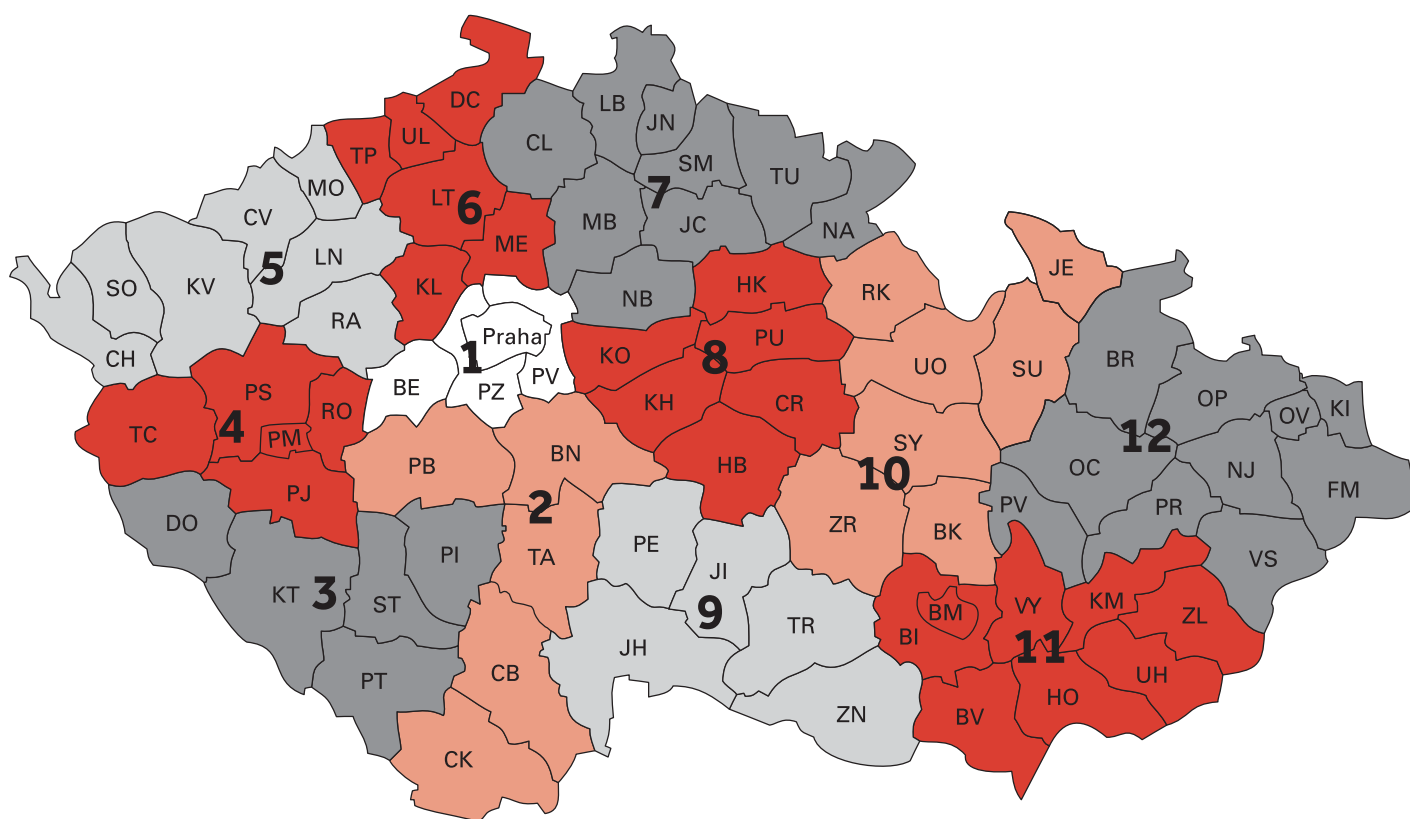 DC
LB
JN
UL
CL
TP
SM
MO
TU
LT
6
7
CV
MB
JC
NA
ME
LN
5
JE
SO
KV
KL
HK
RK
NB
RA
Praha
PU
1
KO
8
CH
BR
UO
SU
PV
BE
PZ
PS
KH
CR
RO
OP
KI
OV
TC
4
PM
SY
12
PB
BN
HB
10
OC
NJ
PJ
FM
2
PV
PR
DO
ZR
BK
PI
TA
PE
JI
VS
KT
3
ST
9
BM
VY
KM
ZL
TR
BI
JH
11
CB
UH
PT
HO
ZN
BV
CK